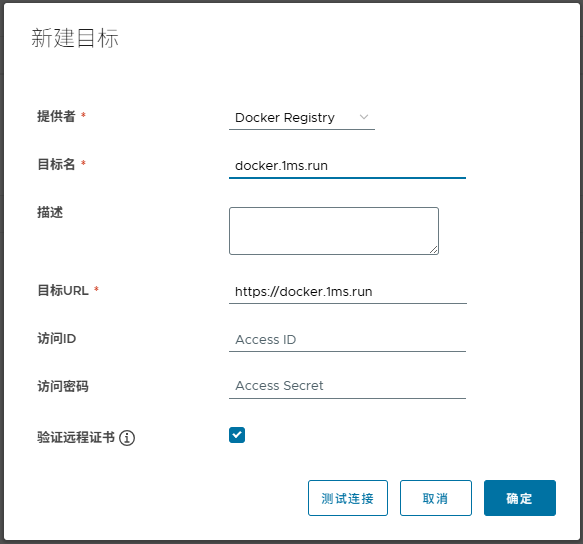 新建目标
提供者 * Docker Registry
目标名 * docker.1ms.run
描述
目标URL * https://docker.1ms.run
访问ID Access ID
访问密码 Access Secret
验证远程证书
测试连接 取消 确定